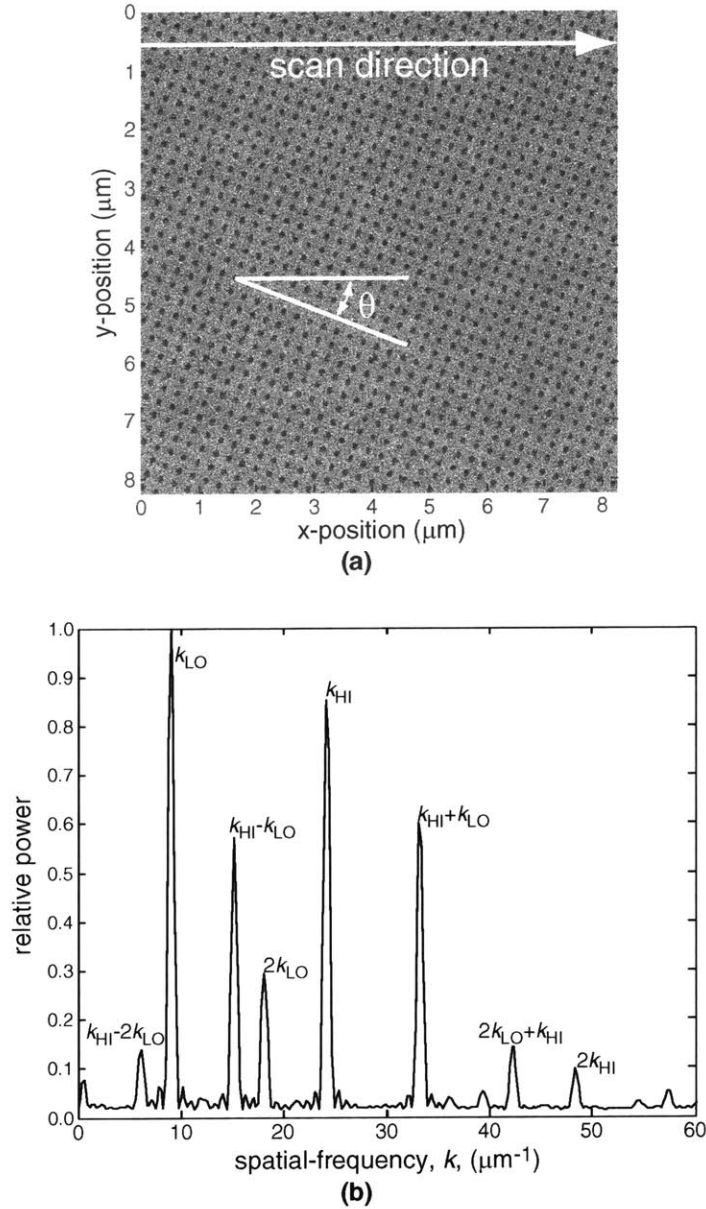 0
1
2
3
4
5
6
7
8
y-position (μm)
scan direction
θ
0 1 2 3 4 5 6 7 8
x-position (μm)
(a)
1.0
0.9
0.8
0.7
0.6
0.5
0.4
0.3
0.2
0.1
0.0
relative power
kLO
kHI
kHI-kLO
kHI+kLO
2kLO
kHI-2kLO
2kLO+kHI
2kHI
0 10 20 30 40 50 60
spatial-frequency, k, (μm-1)
(b)